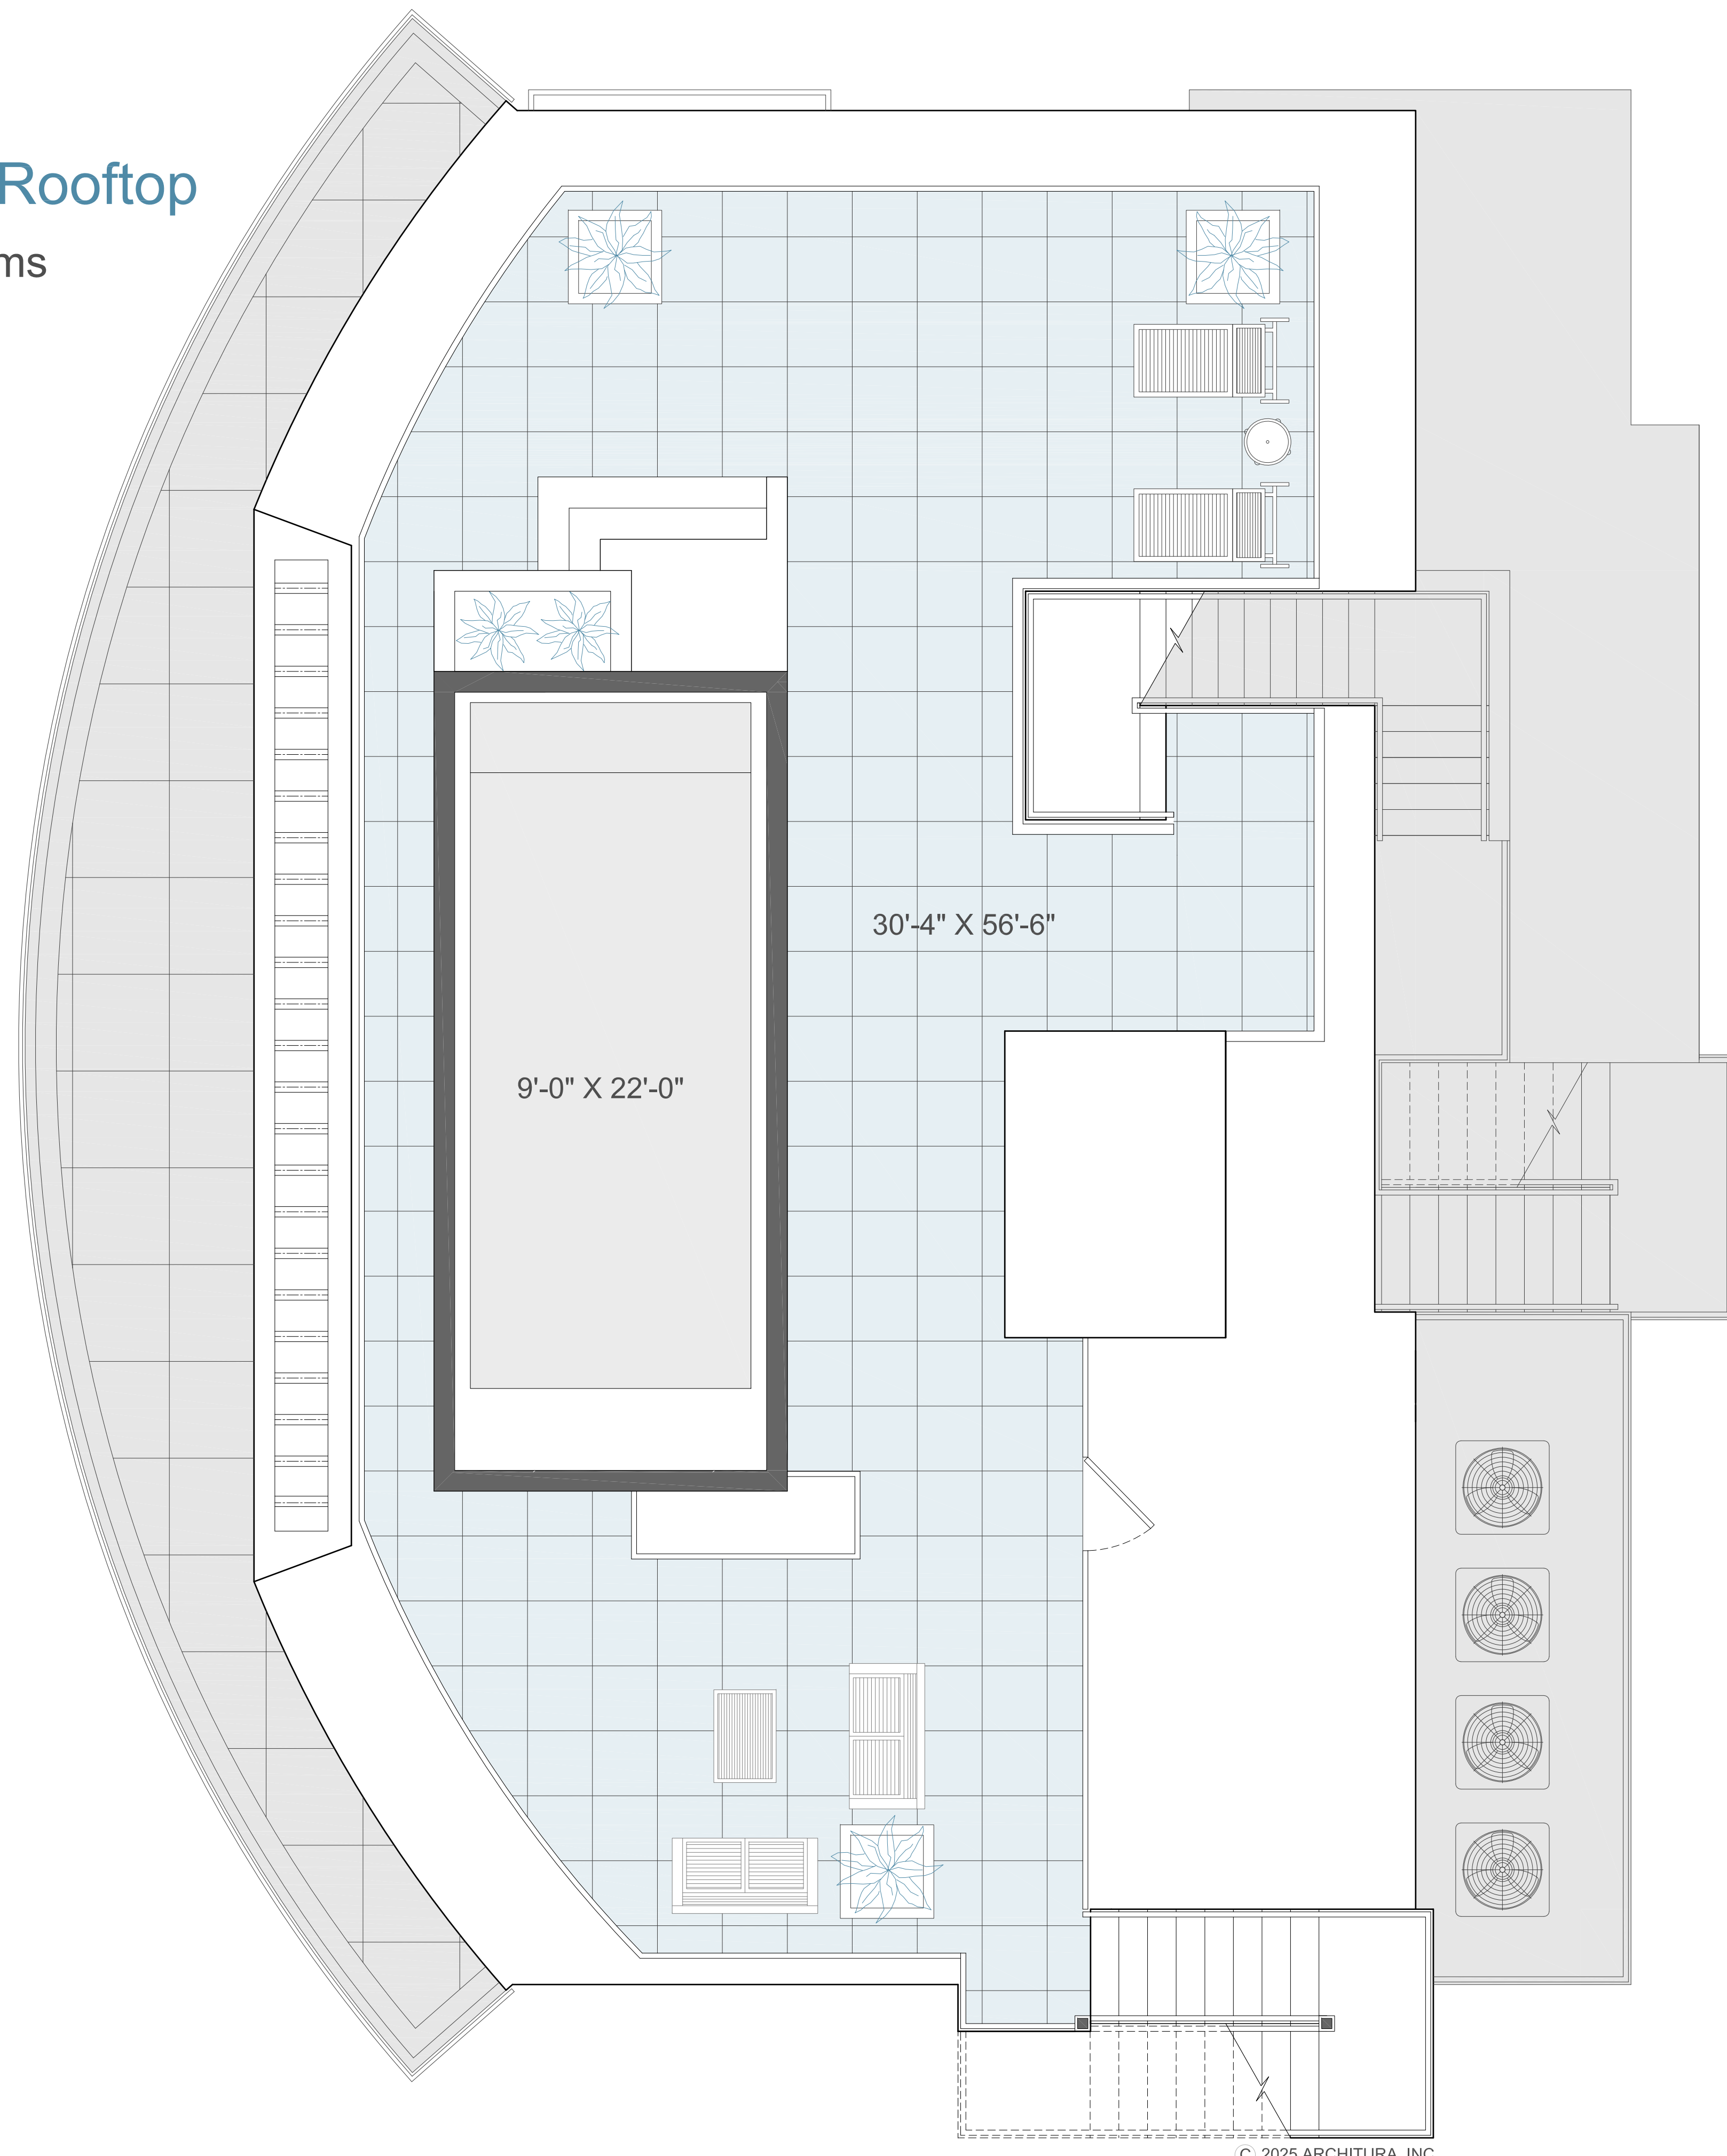 Rooftop
ms
30'-4" X 56'-6"
9'-0" X 22'-0"
© 2025 ARCHITURA, INC